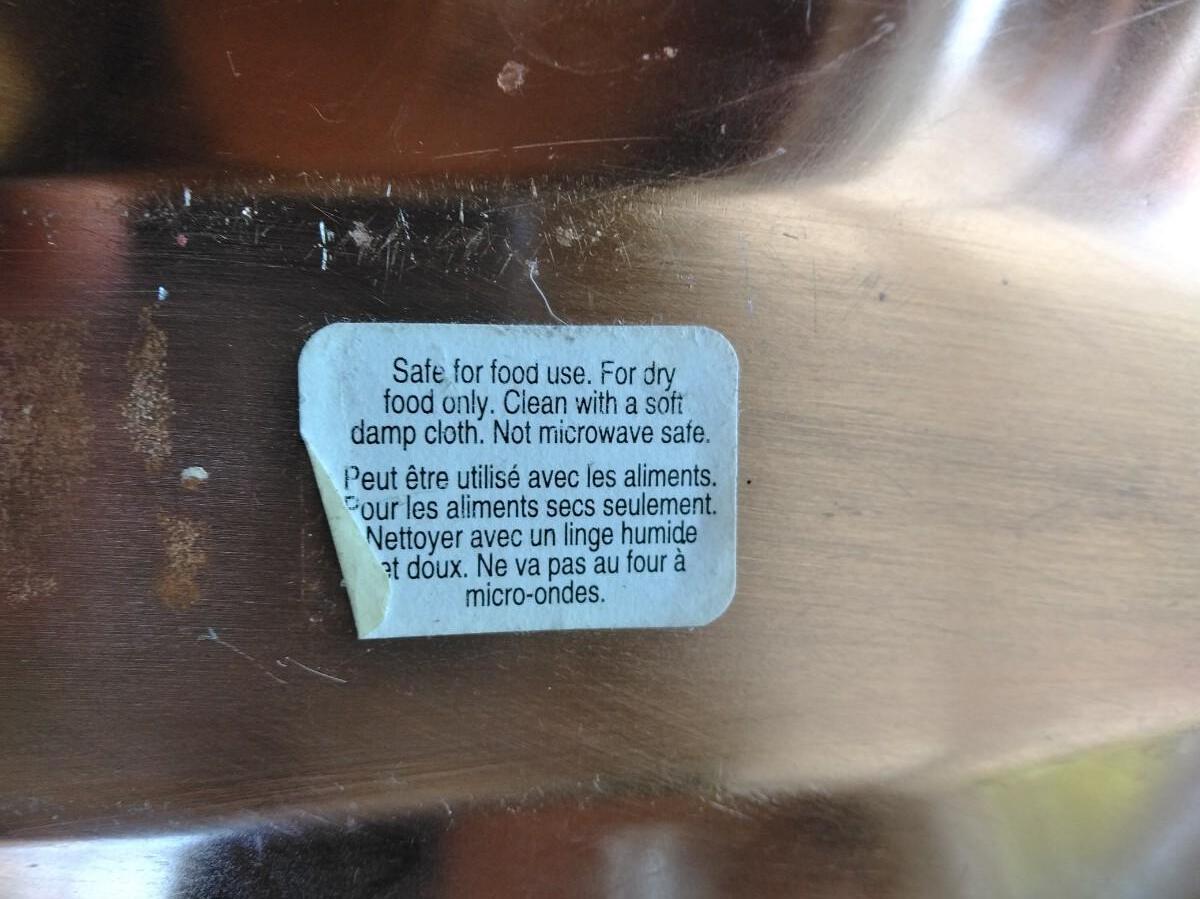 Safe for food use. For dry
food only. Clean with a soft
damp cloth. Not microwave safe.
Peut être utilisé avec les aliments.
Pour les aliments secs seulement.
Nettoyer avec un linge humide
et doux. Ne va pas au four à
micro-ondes.